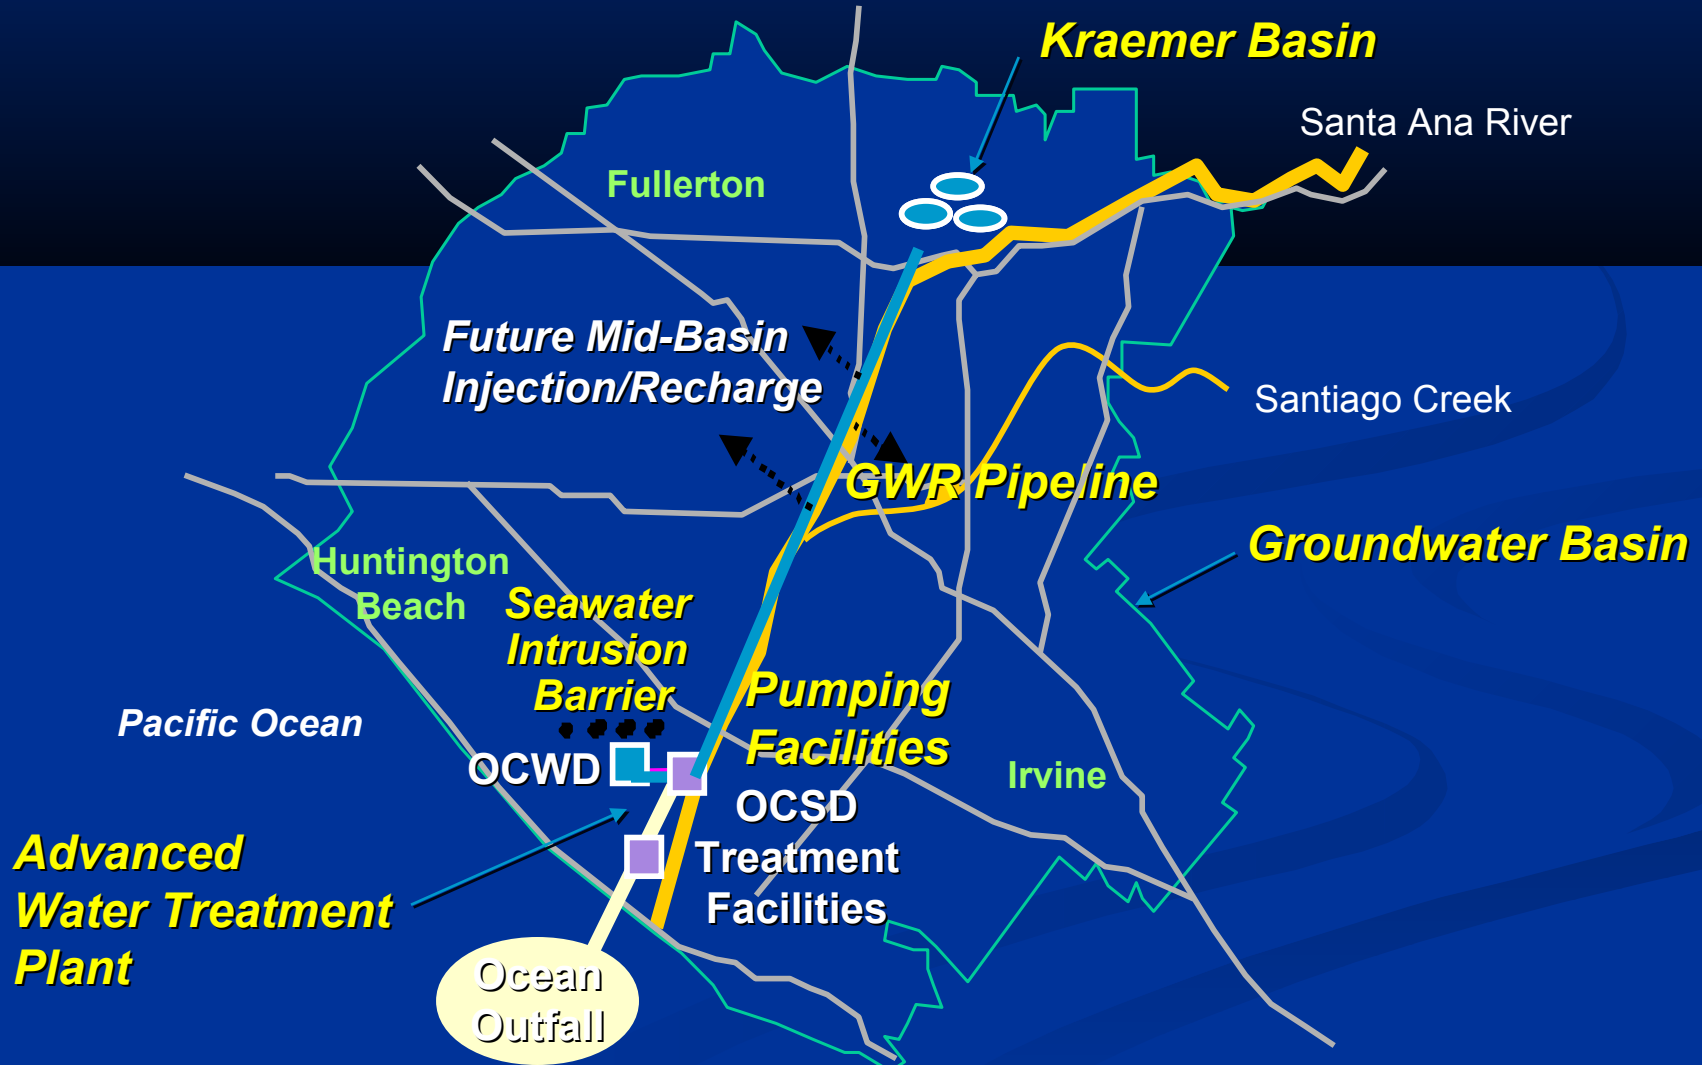 Kraemer Basin
Santa Ana River
Fullerton
Future Mid-Basin
Injection/Recharge
Santiago Creek
GWR Pipeline
Groundwater Basin
Huntington
Beach
Seawater
Intrusion
Barrier
Pumping
Facilities
Pacific Ocean
OCWD
Irvine
OCSD
Treatment
Facilities
Advanced
Water Treatment
Plant
Ocean
Outfall